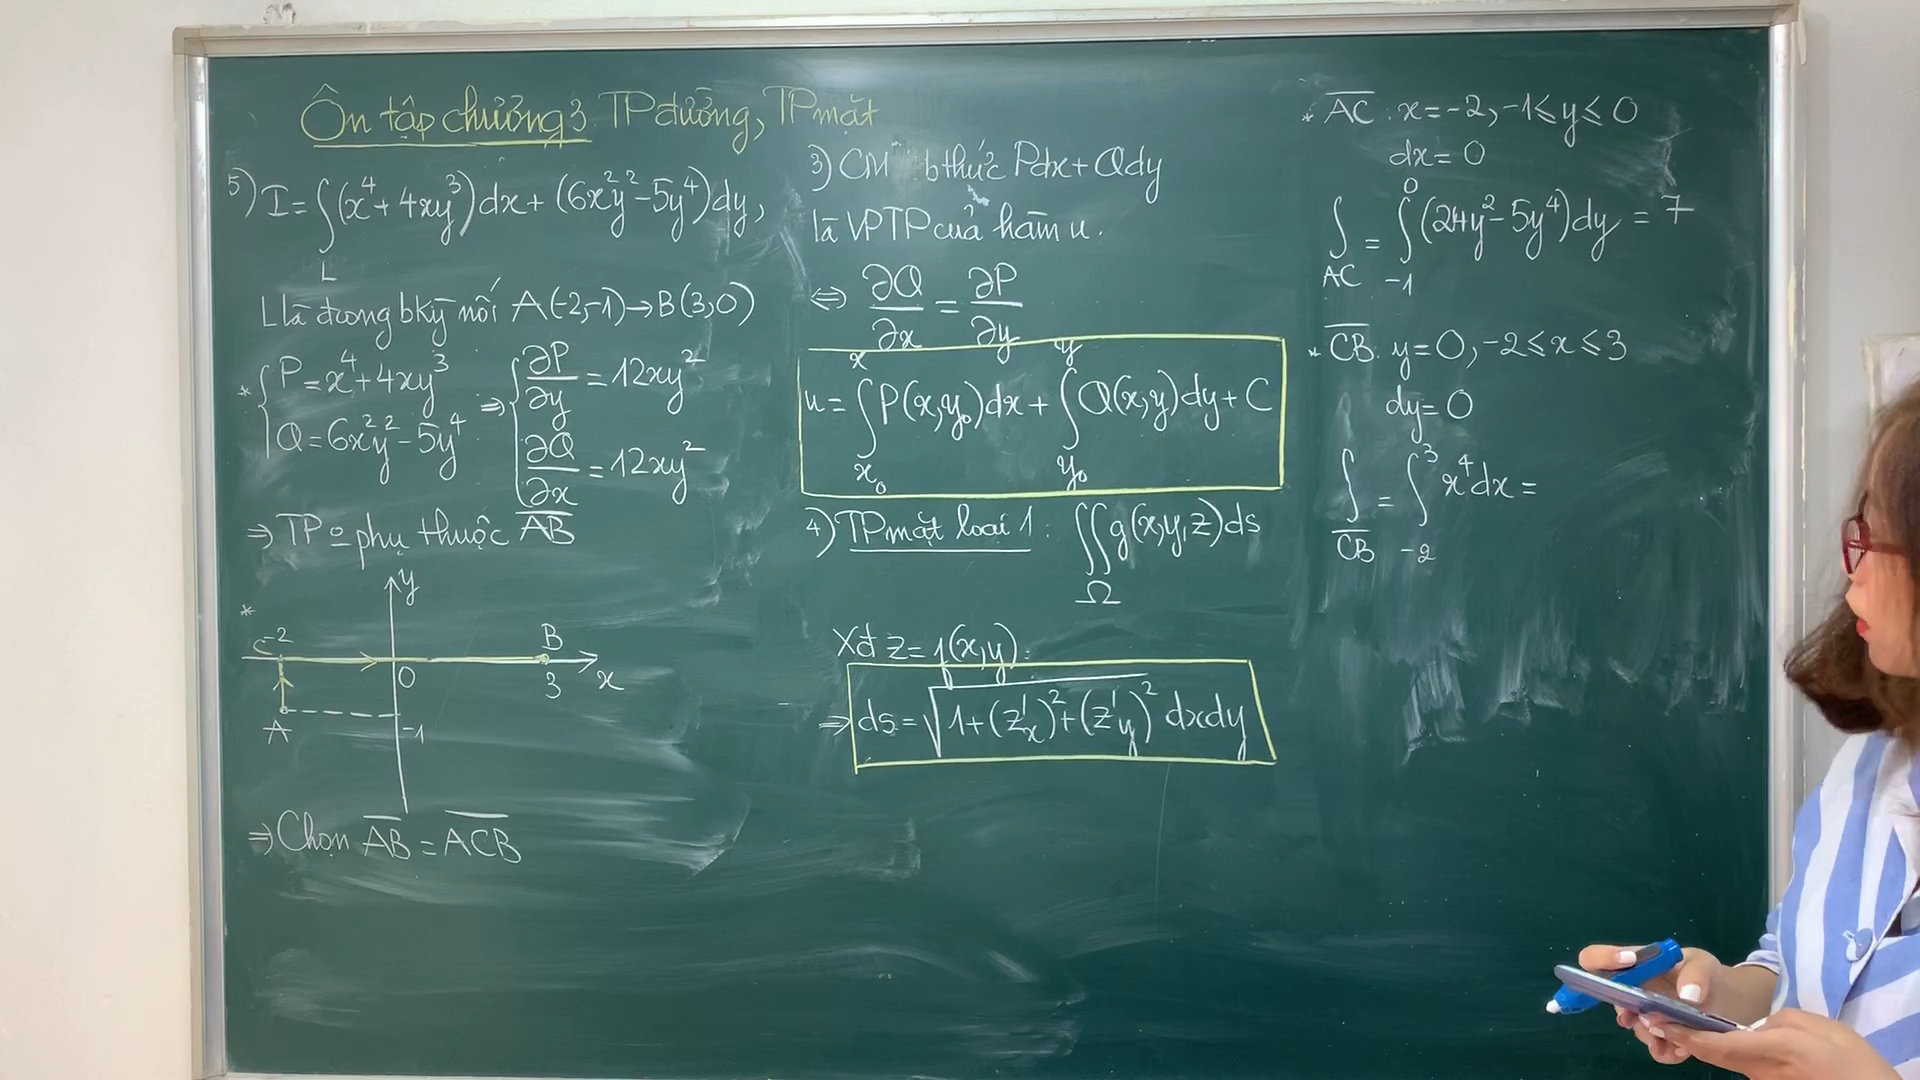 Ôn tập chương 3 TP đường, TP mặt
5) I = ∫_L (x⁴ + 4xy³)dx + (6x²y² - 5y⁴)dy,
L là đường bkỳ nối A(-2,-1) → B(3,0)
* { P = x⁴ + 4xy³
Q = 6x²y² - 5y⁴
⇒ { ∂P/∂y = 12xy²
∂Q/∂x = 12xy²
⇒ TP o phụ thuộc AB
*
y
C -2
B
O
3
x
A
-1
⇒ Chọn AB = ACB
3) CM bthức Pdx + Qdy
là VPTP của hàm u.
⇔ ∂Q/∂x = ∂P/∂y
u = ∫_{x₀}^{x} P(x,y₀)dx + ∫_{y₀}^{y} Q(x,y)dy + C
4) TP mặt loại 1: ∬_Ω g(x,y,z)ds
Xđ z = f(x,y):
⇒ ds = √(1 + (z'x)² + (z'y)²) dxdy
* AC: x = -2, -1 ≤ y ≤ 0
dx = 0
∫_AC = ∫_{-1}^{0} (24y² - 5y⁴)dy = 7
* CB: y = 0, -2 ≤ x ≤ 3
dy = 0
∫_CB = ∫_{-2}^{3} x⁴dx =